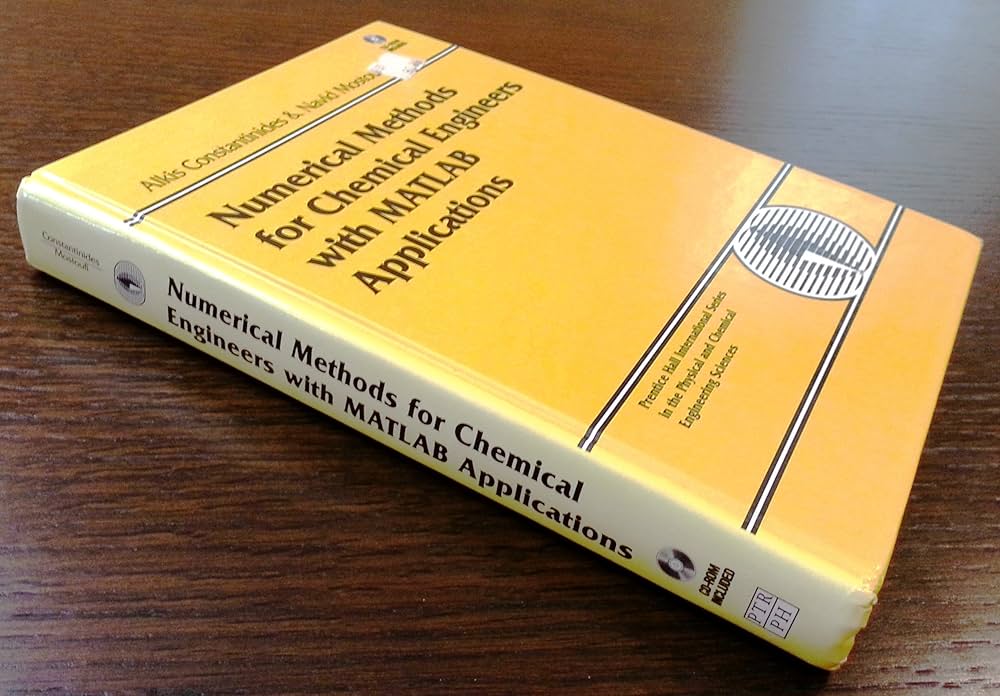 Alkis Constantinides & Navid
Numerical Methods
for Chemical Engineers
with MATLAB
Applications
Prentice Hall International Series
in the Physical and Chemical
Engineering Sciences
Constantinides
Mostoufi
Numerical Methods for Chemical
Engineers with MATLAB Applications
CD-ROM
INCLUDED
PTR
PH